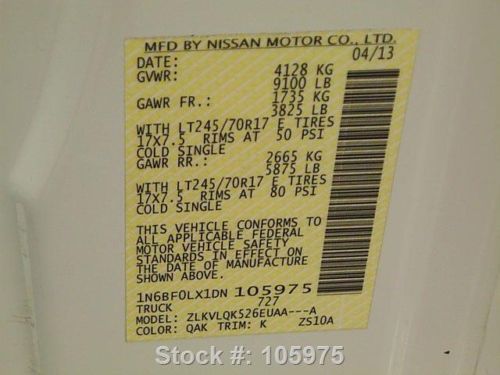 MFD BY NISSAN MOTOR CO., LTD.
DATE: 04/13
GVWR: 4128 KG
9100 LB
GAWR FR.: 1735 KG
3825 LB
WITH LT245/70R17 E TIRES
17X7.5 RIMS AT 50 PSI
COLD SINGLE
GAWR RR.: 2665 KG
5875 LB
WITH LT245/70R17 E TIRES
17X7.5 RIMS AT 80 PSI
COLD SINGLE
THIS VEHICLE CONFORMS TO
ALL APPLICABLE FEDERAL
MOTOR VEHICLE SAFETY
STANDARDS IN EFFECT ON
THE DATE OF MANUFACTURE
SHOWN ABOVE.
1N6BF0LX1DN 105975
TRUCK 727
MODEL: ZLKVLQK526EUAA---A
COLOR: QAK TRIM: K ZS10A
Stock #: 105975